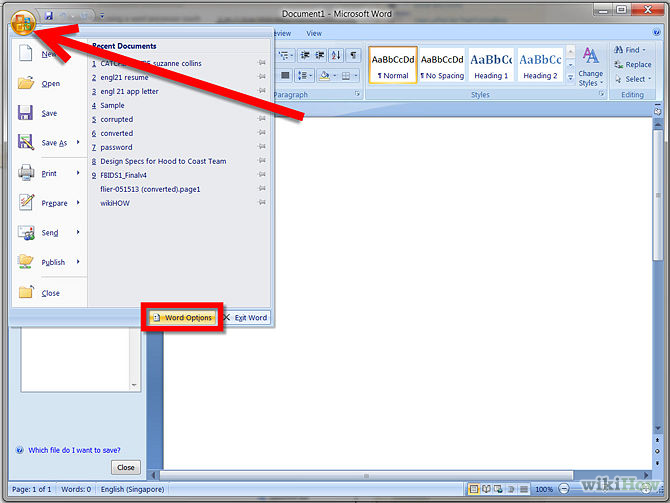 Document1 - Microsoft Word
Recent Documents
New
Open
Save
Save As
Print
Prepare
Send
Publish
Close
1 suzanne collins
2 engl21 resume
3 engl 21 app letter
4 Sample
5 corrupted
6 converted
7 password
8 Design Specs for Hood to Coast Team
9 FBIDS1_Finalv4
flier-051513 (converted).page1
wikiHOW
Word Options
Exit Word
View
AaBbCcDd
¶ Normal
AaBbCcDd
¶ No Spacing
AaBbCc
Heading 1
AaBbCc
Heading 2
Change
Styles
Find
Replace
Select
Paragraph
Styles
Editing
Which file do I want to save?
Close
Page: 1 of 1
Words: 0
English (Singapore)
100%
wikiHow